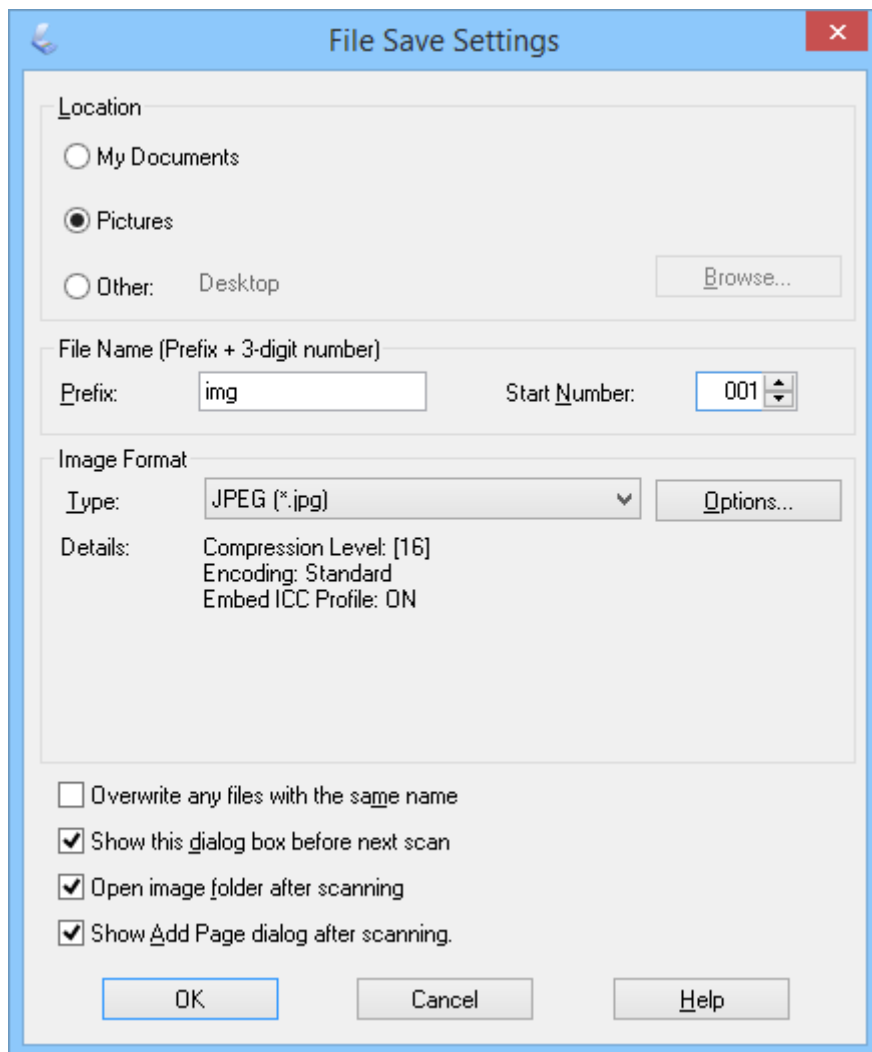 File Save Settings
Location
My Documents
Pictures
Other: Desktop Browse...
File Name (Prefix + 3-digit number)
Prefix: img Start Number: 001
Image Format
Type: JPEG (*.jpg) Options...
Details: Compression Level: [16]
Encoding: Standard
Embed ICC Profile: ON
Overwrite any files with the same name
Show this dialog box before next scan
Open image folder after scanning
Show Add Page dialog after scanning.
OK Cancel Help